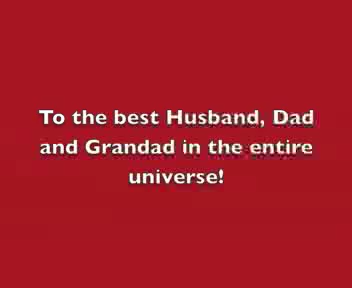 To the best Husband, Dad
and Grandad in the entire
universe!